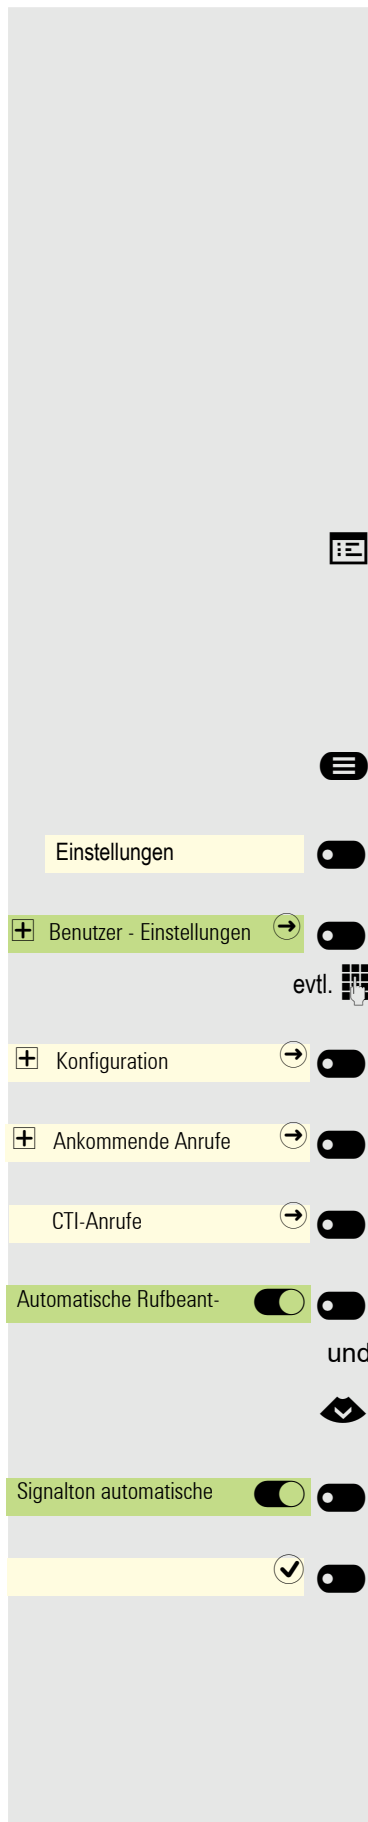 Einstellungen
Benutzer - Einstellungen
evtl.
Konfiguration
Ankommende Anrufe
CTI-Anrufe
Automatische Rufbeant-
und
Signalton automatische